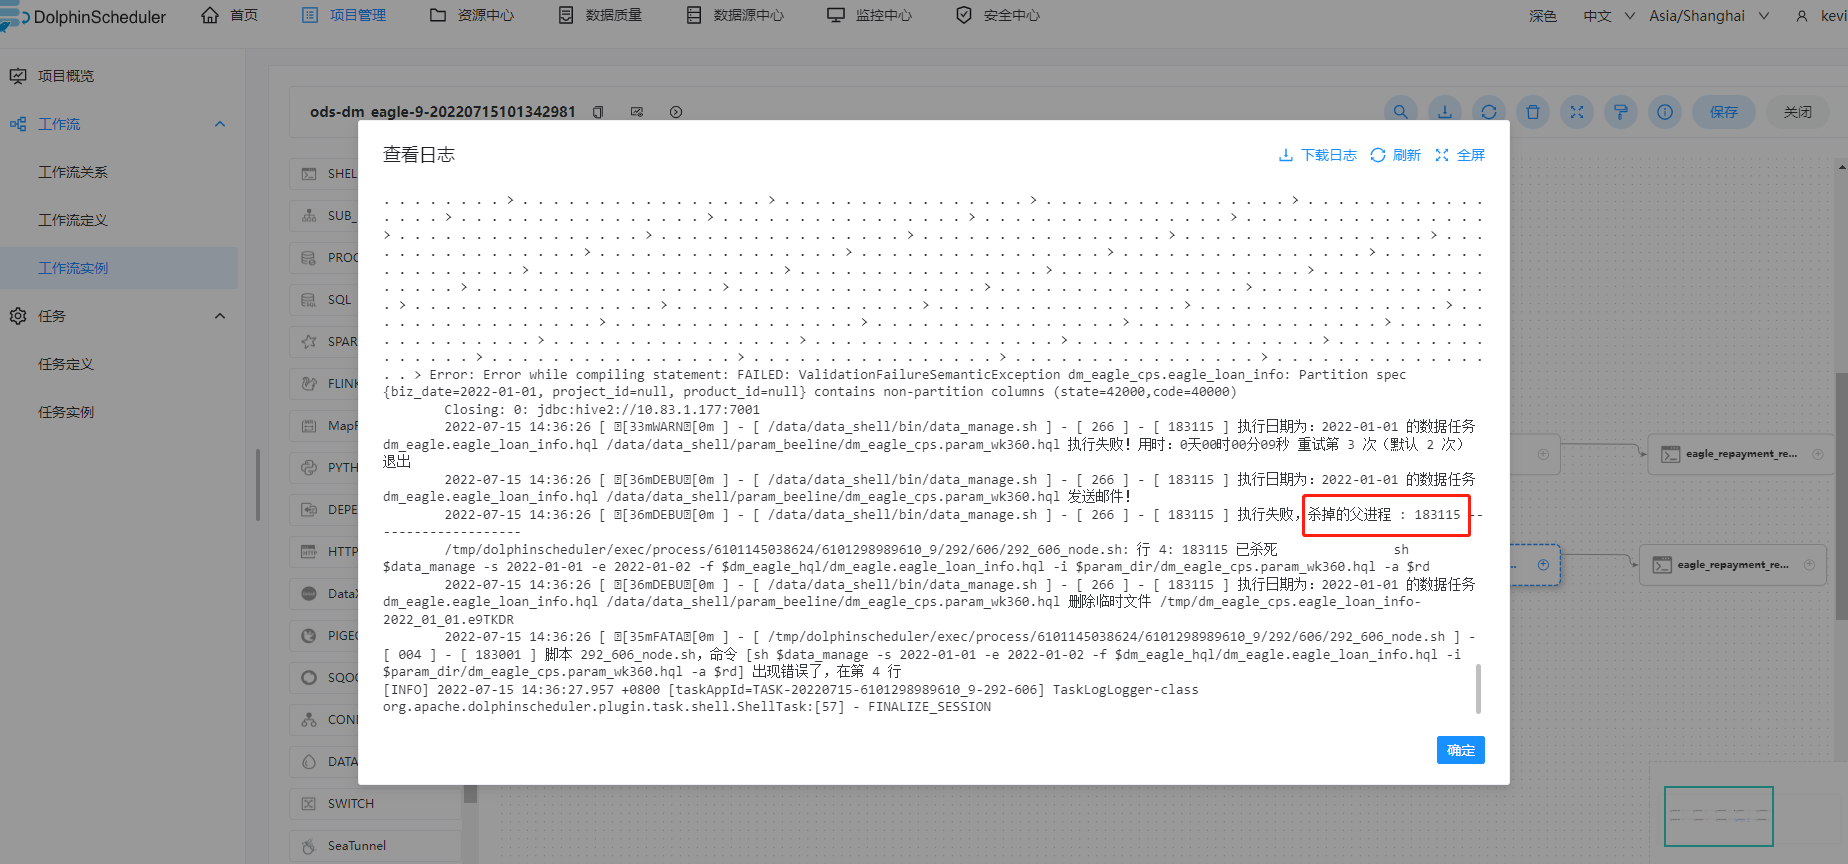 DolphinScheduler 首页 项目管理 资源中心 数据质量 数据源中心 监控中心 安全中心 深色 中文 Asia/Shanghai kevi
项目概览
工作流
工作流关系
工作流定义
工作流实例
任务
任务定义
任务实例
ods-dm_eagle-9-20220715101342981
保存 关闭
SHEL
SUB_
PROC
SQL
SPAR
FLINK
MapF
PYTH
DEPE
HTTP
DataX
PIGEO
SQOO
CONI
DATA
SWITCH
SeaTunnel
查看日志
下载日志 刷新 全屏
. . . . . . . . > . . . . . . . . . . . . . . . . > . . . . . . . . . . . . . . . . > . . . . . . . . . . . . . . . . > . . . . . . . . . . . .
. . . . > . . . . . . . . . . . . . . . . > . . . . . . . . . . . . . . . . > . . . . . . . . . . . . . . . . > . . . . . . . . . . . . . . . .
> . . . . . . . . . . . . . . . . > . . . . . . . . . . . . . . . . > . . . . . . . . . . . . . . . . > . . . . . . . . . . . . . . . . > . . .
. . . . . . . . . . . . . > . . . . . . . . . . . . . . . . > . . . . . . . . . . . . . . . . > . . . . . . . . . . . . . . . . > . . . . . . .
. . . . . . . . . > . . . . . . . . . . . . . . . . > . . . . . . . . . . . . . . . . > . . . . . . . . . . . . . . . . > . . . . . . . . . . .
. . . . . > . . . . . . . . . . . . . . . . > . . . . . . . . . . . . . . . . > . . . . . . . . . . . . . . . . > . . . . . . . . . . . . . . .
. > . . . . . . . . . . . . . . . . > . . . . . . . . . . . . . . . . > . . . . . . . . . . . . . . . . > . . . . . . . . . . . . . . . . > . .
. . . . . . . . . . . . . . > . . . . . . . . . . . . . . . . > . . . . . . . . . . . . . . . . > . . . . . . . . . . . . . . . . > . . . . . .
. . . . . . . . . . > . . . . . . . . . . . . . . . . > . . . . . . . . . . . . . . . . > . . . . . . . . . . . . . . . . > . . . . . . . . . .
. . . . . . > . . . . . . . . . . . . . . . . > . . . . . . . . . . . . . . . . > . . . . . . . . . . . . . . . . > . . . . . . . . . . . . . .
. . > Error: Error while compiling statement: FAILED: ValidationFailureSemanticException dm_eagle_cps.eagle_loan_info: Partition spec
{biz_date=2022-01-01, project_id=null, product_id=null} contains non-partition columns (state=42000,code=40000)
Closing: 0: jdbc:hive2://10.83.1.177:7001
2022-07-15 14:36:26 [ [33mWARN[0m ] - [ /data/data_shell/bin/data_manage.sh ] - [ 266 ] - [ 183115 ] 执行日期为：2022-01-01 的数据任务
dm_eagle.eagle_loan_info.hql /data/data_shell/param_beeline/dm_eagle_cps.param_wk360.hql 执行失败！用时：0天00时00分09秒 重试第 3 次（默认 2 次）
退出
2022-07-15 14:36:26 [ [36mDEBU[0m ] - [ /data/data_shell/bin/data_manage.sh ] - [ 266 ] - [ 183115 ] 执行日期为：2022-01-01 的数据任务
dm_eagle.eagle_loan_info.hql /data/data_shell/param_beeline/dm_eagle_cps.param_wk360.hql 发送邮件！
2022-07-15 14:36:26 [ [36mDEBU[0m ] - [ /data/data_shell/bin/data_manage.sh ] - [ 266 ] - [ 183115 ] 执行失败，杀掉的父进程 : 183115 --
------------------
/tmp/dolphinscheduler/exec/process/6101145038624/6101298989610_9/292/606/292_606_node.sh: 行 4: 183115 已杀死 sh
$data_manage -s 2022-01-01 -e 2022-01-02 -f $dm_eagle_hql/dm_eagle.eagle_loan_info.hql -i $param_dir/dm_eagle_cps.param_wk360.hql -a $rd
2022-07-15 14:36:26 [ [36mDEBU[0m ] - [ /data/data_shell/bin/data_manage.sh ] - [ 266 ] - [ 183115 ] 执行日期为：2022-01-01 的数据任务
dm_eagle.eagle_loan_info.hql /data/data_shell/param_beeline/dm_eagle_cps.param_wk360.hql 删除临时文件 /tmp/dm_eagle_cps.eagle_loan_info-
2022_01_01.e9TKDR
2022-07-15 14:36:26 [ [35mFATA[0m ] - [ /tmp/dolphinscheduler/exec/process/6101145038624/6101298989610_9/292/606/292_606_node.sh ] -
[ 004 ] - [ 183001 ] 脚本 292_606_node.sh，命令 [sh $data_manage -s 2022-01-01 -e 2022-01-02 -f $dm_eagle_hql/dm_eagle.eagle_loan_info.hql -i
$param_dir/dm_eagle_cps.param_wk360.hql -a $rd] 出现错误了，在第 4 行
[INFO] 2022-07-15 14:36:27.957 +0800 [taskAppId=TASK-20220715-6101298989610_9-292-606] TaskLogLogger-class
org.apache.dolphinscheduler.plugin.task.shell.ShellTask:[57] - FINALIZE_SESSION
确定
eagle_repayment_re...
eagle_repayment_re...